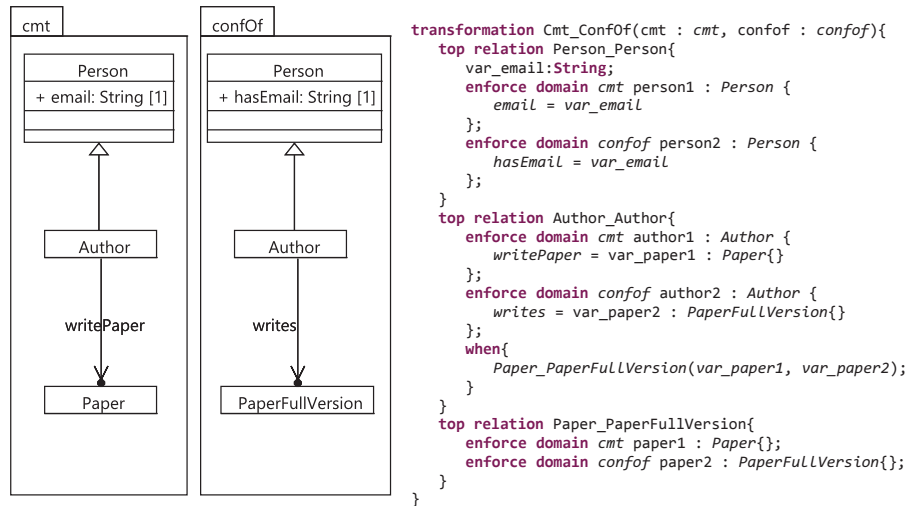 cmt
Person
+ email: String [1]
Author
writePaper
Paper
confOf
Person
+ hasEmail: String [1]
Author
writes
PaperFullVersion
transformation Cmt_ConfOf(cmt : cmt, confof : confof){
top relation Person_Person{
var_email:String;
enforce domain cmt person1 : Person {
email = var_email
};
enforce domain confof person2 : Person {
hasEmail = var_email
};
}
top relation Author_Author{
enforce domain cmt author1 : Author {
writePaper = var_paper1 : Paper{}
};
enforce domain confof author2 : Author {
writes = var_paper2 : PaperFullVersion{}
};
when{
Paper_PaperFullVersion(var_paper1, var_paper2);
}
}
top relation Paper_PaperFullVersion{
enforce domain cmt paper1 : Paper{};
enforce domain confof paper2 : PaperFullVersion{};
}
}